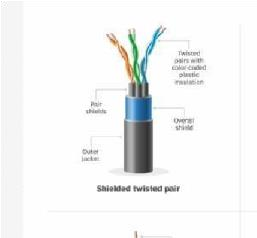 Twisted
pairs with
color-coded
plastic
insulation
Pair
shields
Overall
shield
Outer
jacket
Shielded twisted pair